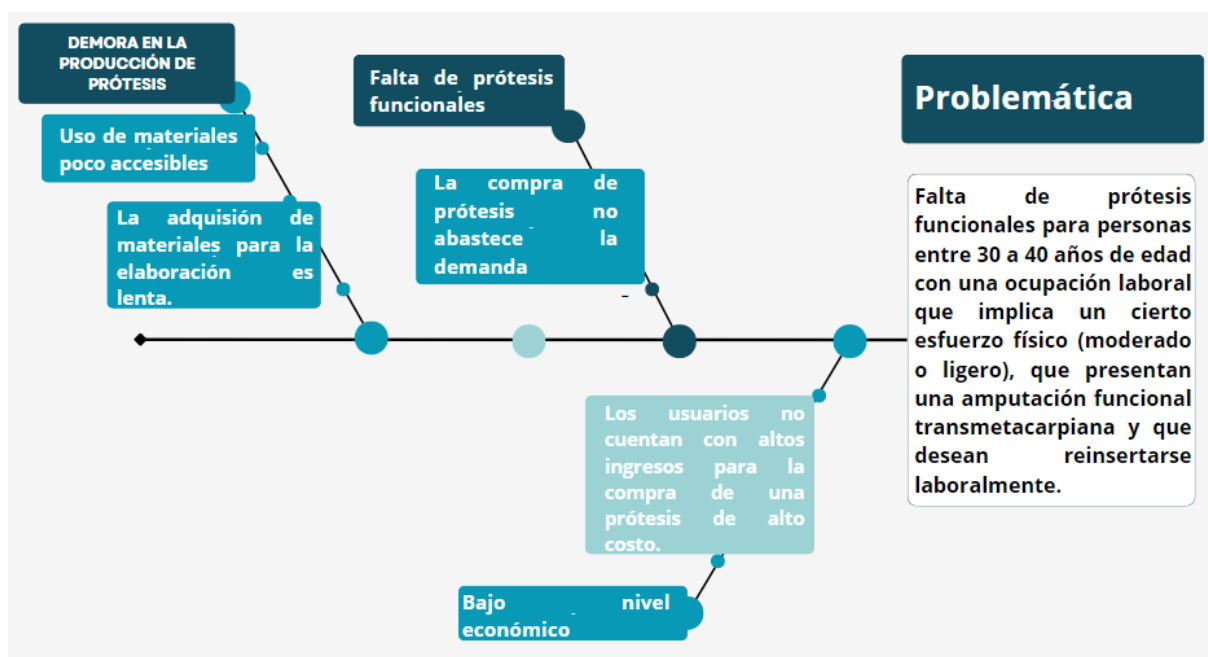 DEMORA EN LA
PRODUCCIÓN DE
PRÓTESIS
Uso de materiales
poco accesibles
La adquisión de
materiales para la
elaboración es
lenta.
Falta de prótesis
funcionales
La compra de
prótesis no
abastece la
demanda
Los usuarios no
cuentan con altos
ingresos para la
compra de una
prótesis de alto
costo.
Bajo nivel
económico
Problemática
Falta de prótesis
funcionales para personas
entre 30 a 40 años de edad
con una ocupación laboral
que implica un cierto
esfuerzo físico (moderado
o ligero), que presentan
una amputación funcional
transmetacarpiana y que
desean reinsertarse
laboralmente.